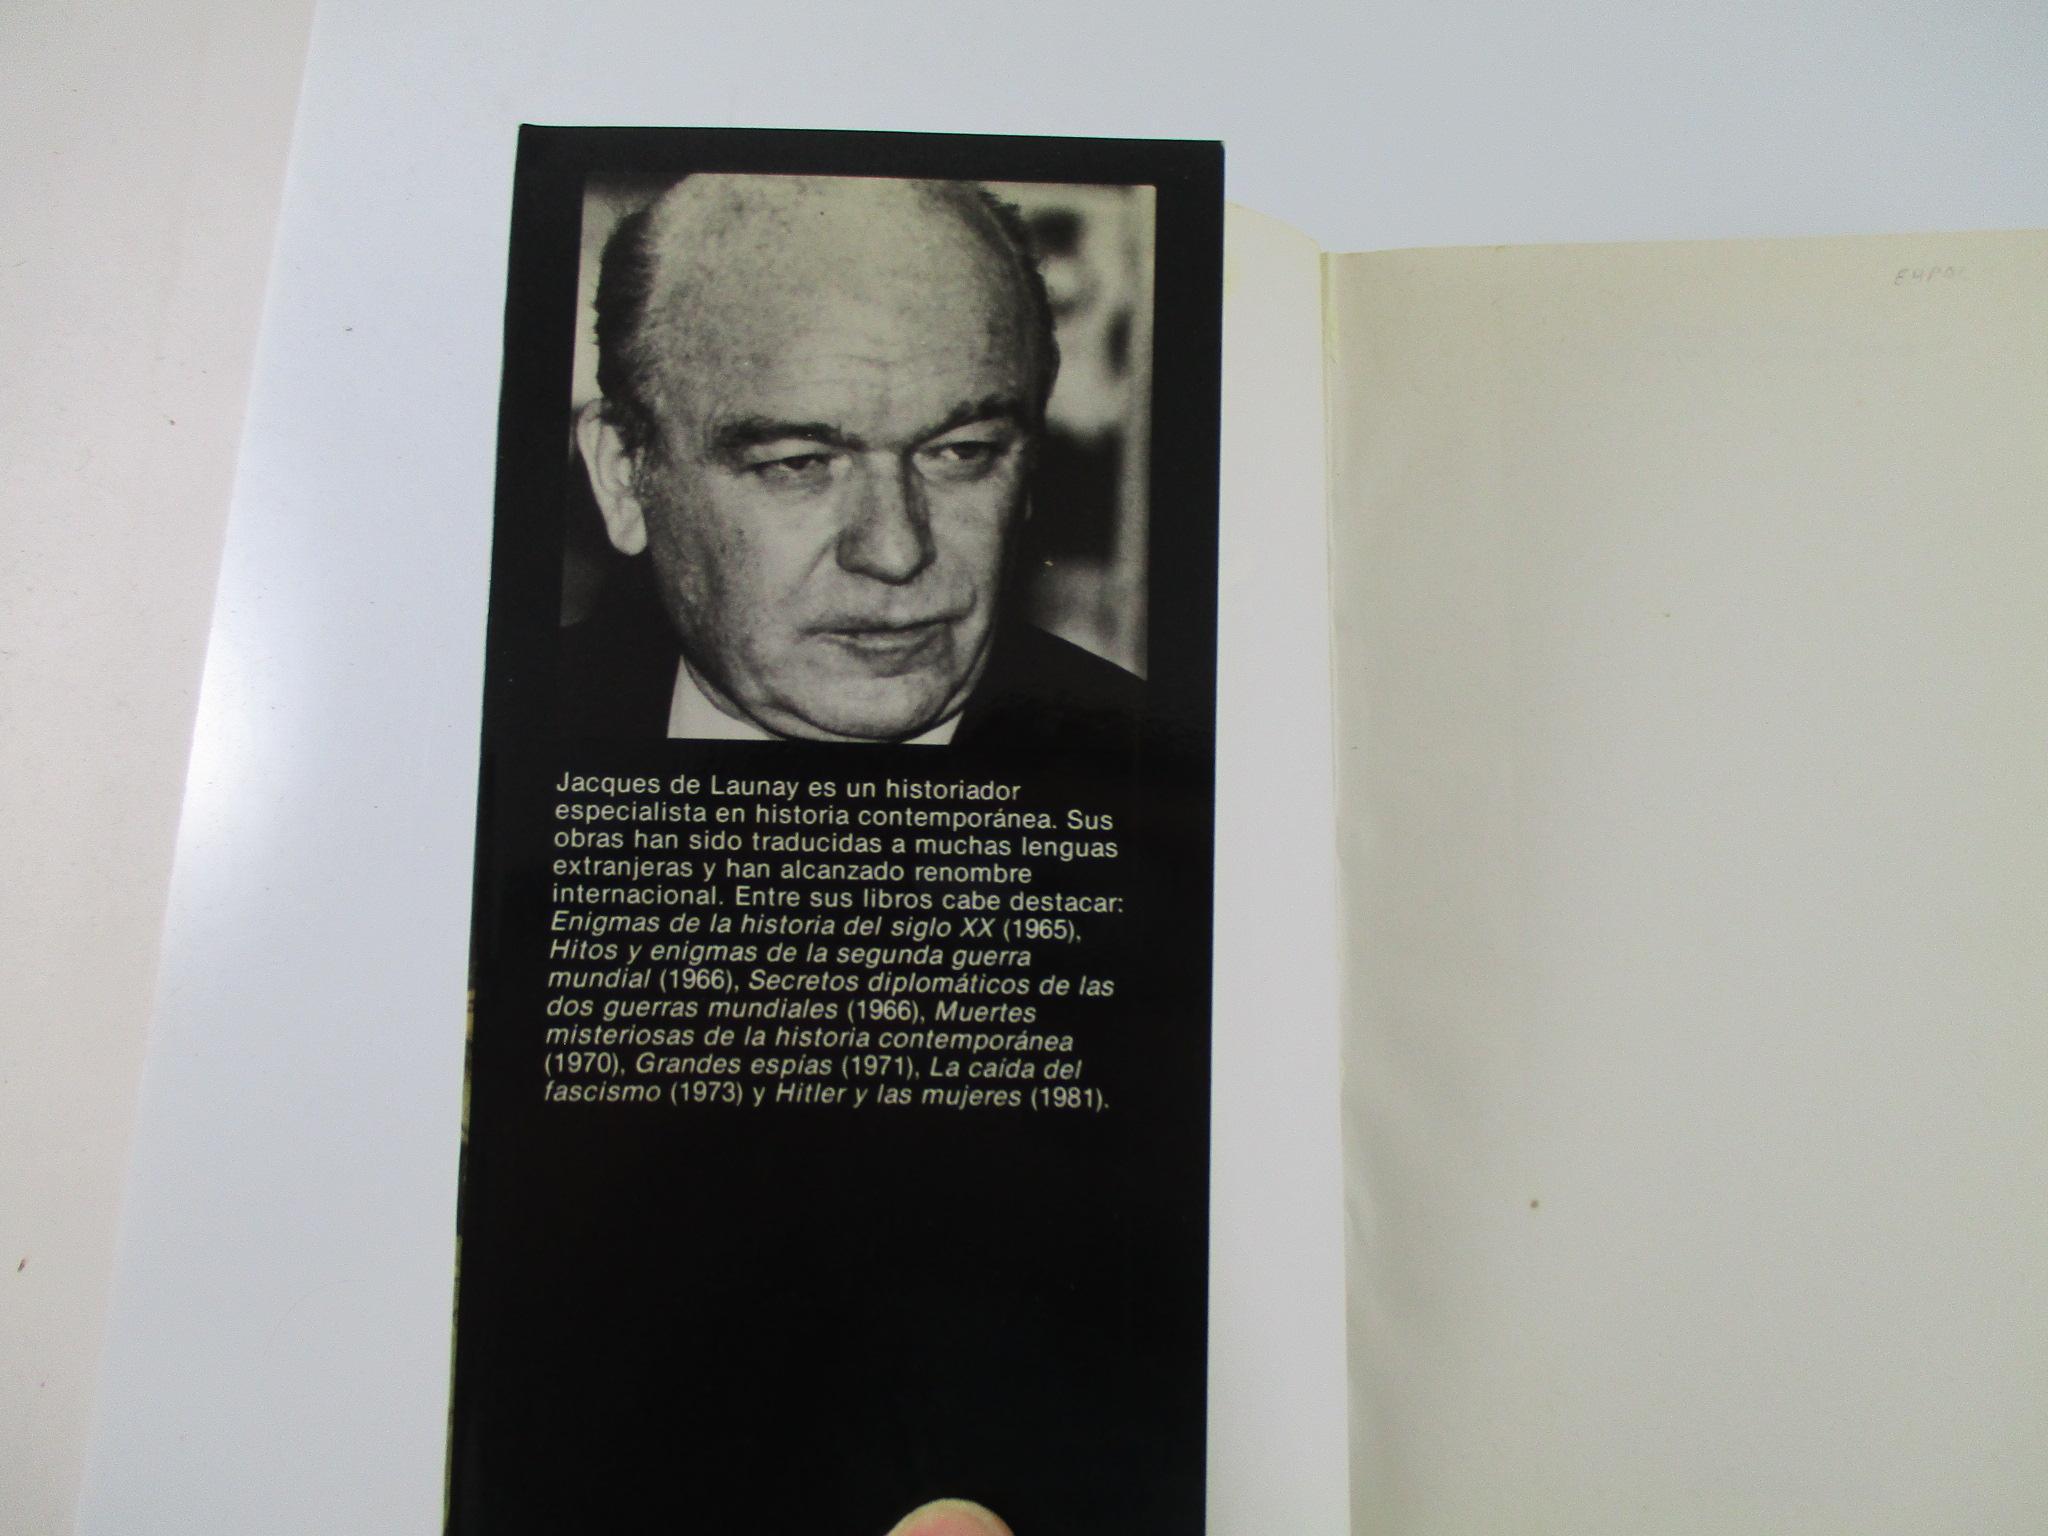 Jacques de Launay es un historiador
especialista en historia contemporánea. Sus
obras han sido traducidas a muchas lenguas
extranjeras y han alcanzado renombre
internacional. Entre sus libros cabe destacar:
Enigmas de la historia del siglo XX (1965),
Hitos y enigmas de la segunda guerra
mundial (1966), Secretos diplomáticos de las
dos guerras mundiales (1966), Muertes
misteriosas de la historia contemporánea
(1970), Grandes espías (1971), La caída del
fascismo (1973) y Hitler y las mujeres (1981).